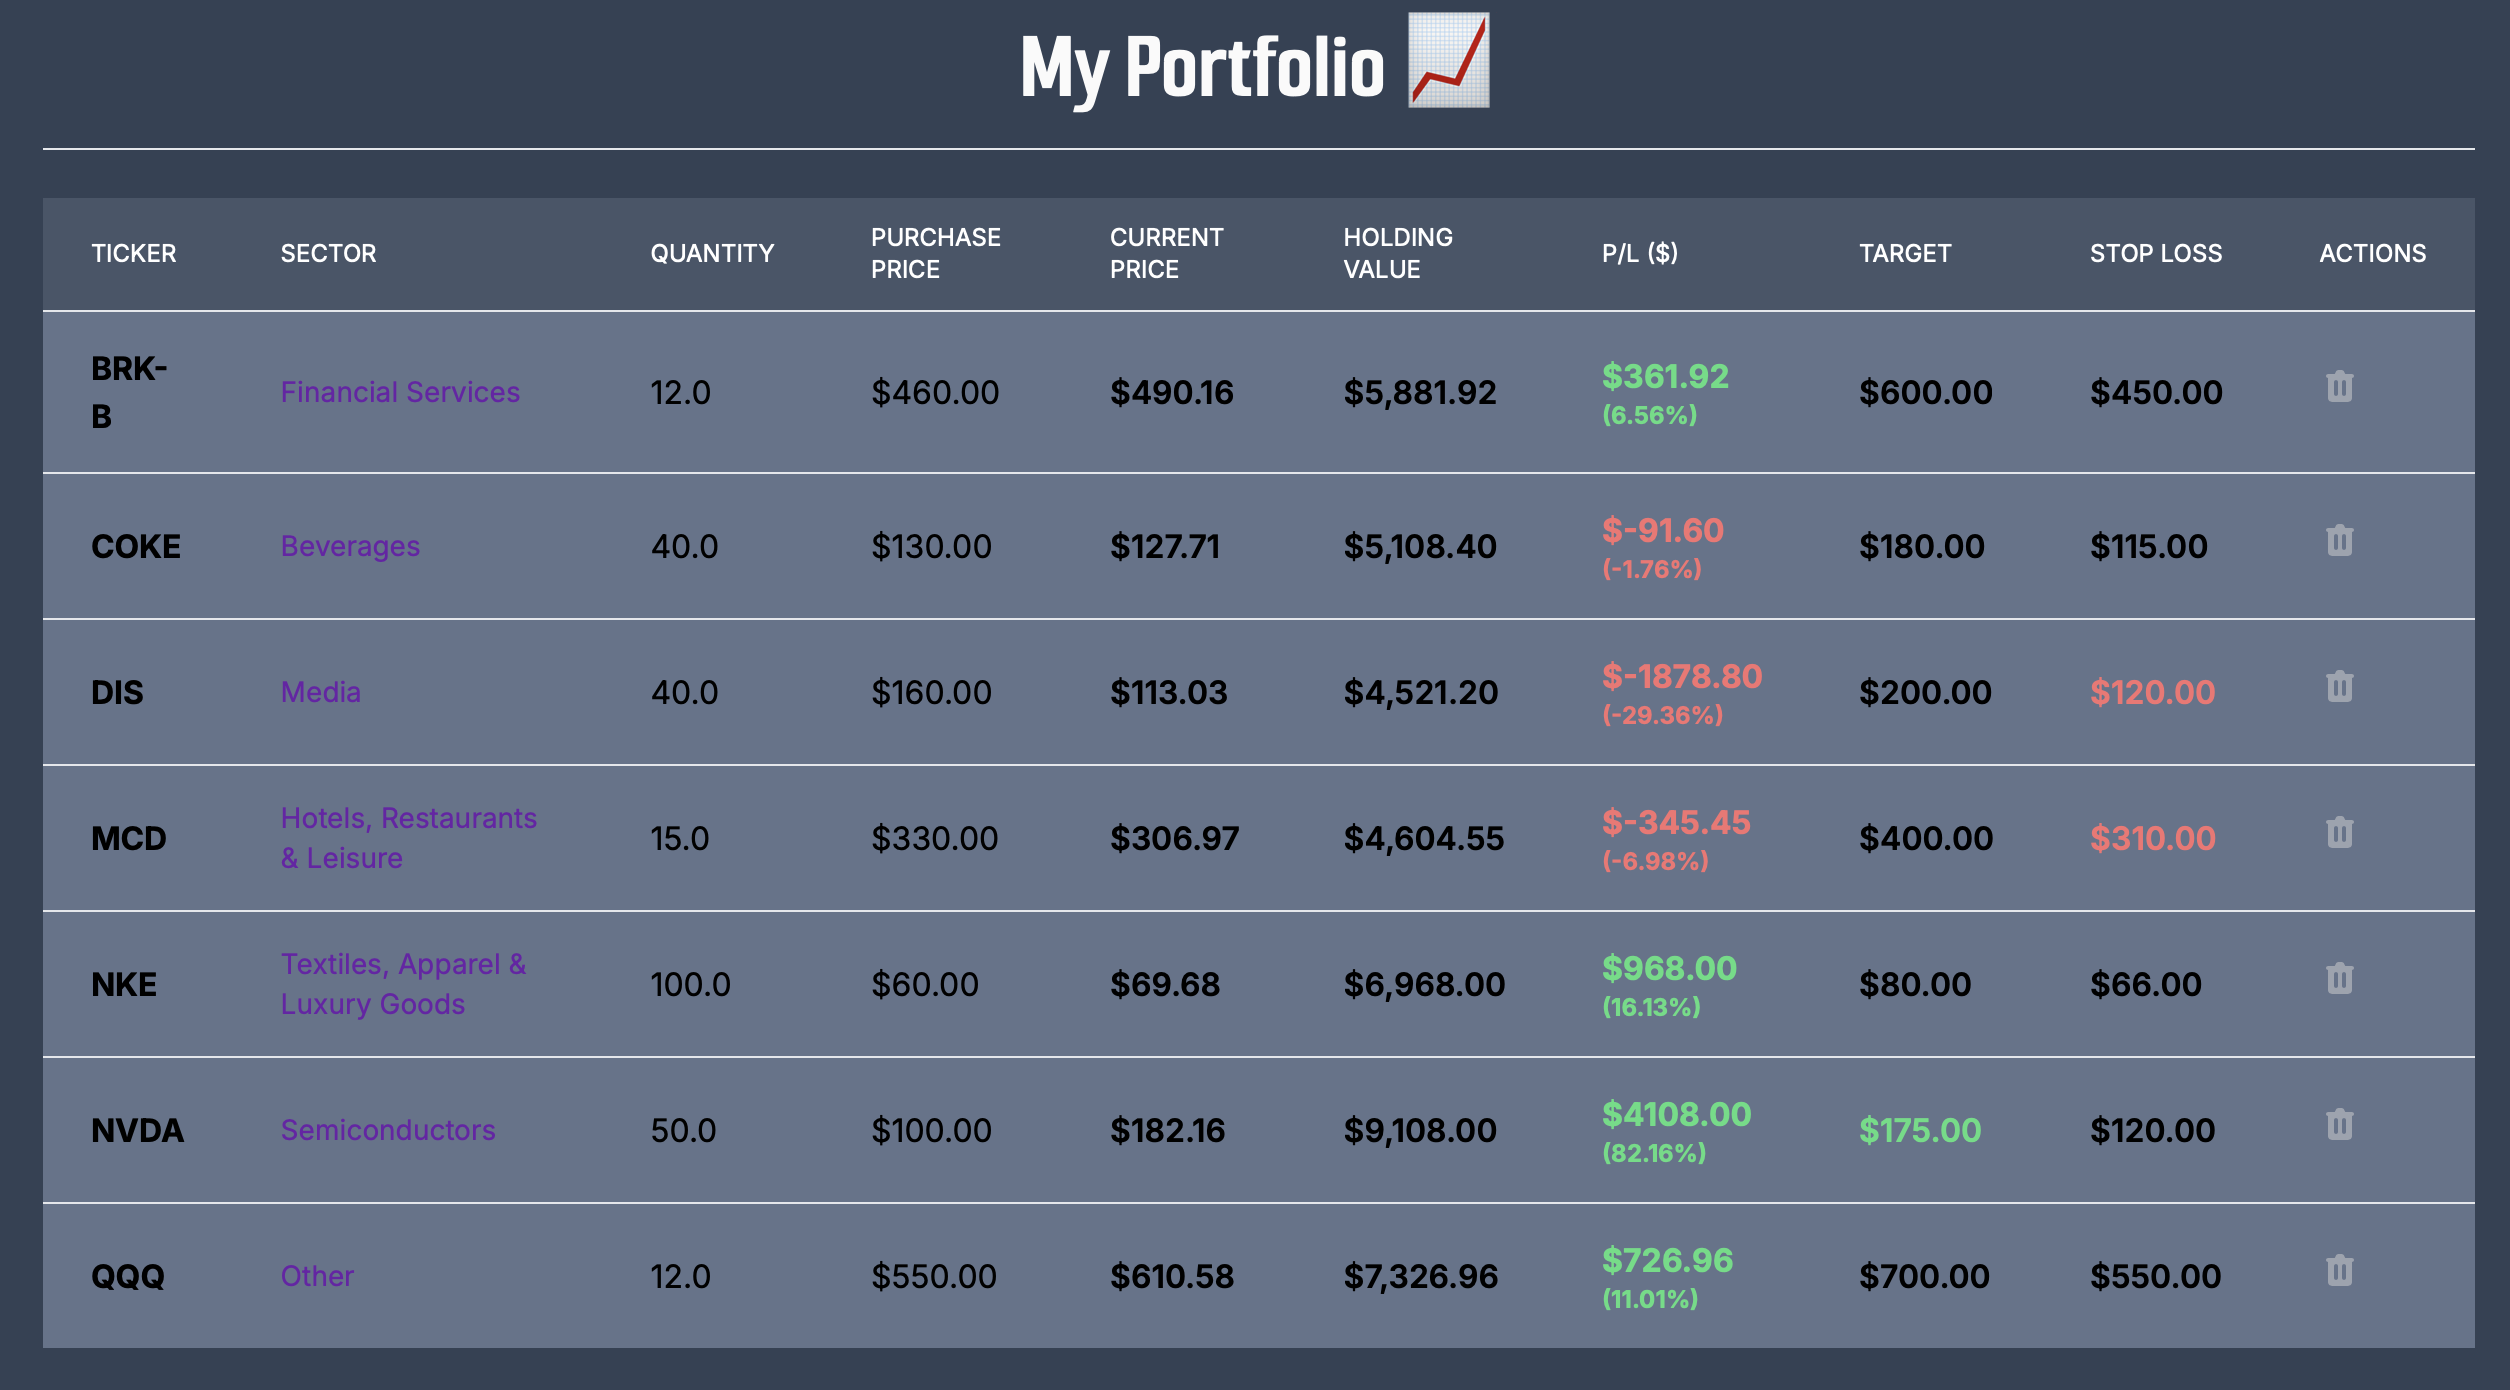 My Portfolio
TICKER SECTOR QUANTITY PURCHASE PRICE CURRENT PRICE HOLDING VALUE P/L ($) TARGET STOP LOSS ACTIONS
BRK-B Financial Services 12.0 $460.00 $490.16 $5,881.92 $361.92 (6.56%) $600.00 $450.00
COKE Beverages 40.0 $130.00 $127.71 $5,108.40 $-91.60 (-1.76%) $180.00 $115.00
DIS Media 40.0 $160.00 $113.03 $4,521.20 $-1878.80 (-29.36%) $200.00 $120.00
MCD Hotels, Restaurants & Leisure 15.0 $330.00 $306.97 $4,604.55 $-345.45 (-6.98%) $400.00 $310.00
NKE Textiles, Apparel & Luxury Goods 100.0 $60.00 $69.68 $6,968.00 $968.00 (16.13%) $80.00 $66.00
NVDA Semiconductors 50.0 $100.00 $182.16 $9,108.00 $4108.00 (82.16%) $175.00 $120.00
QQQ Other 12.0 $550.00 $610.58 $7,326.96 $726.96 (11.01%) $700.00 $550.00